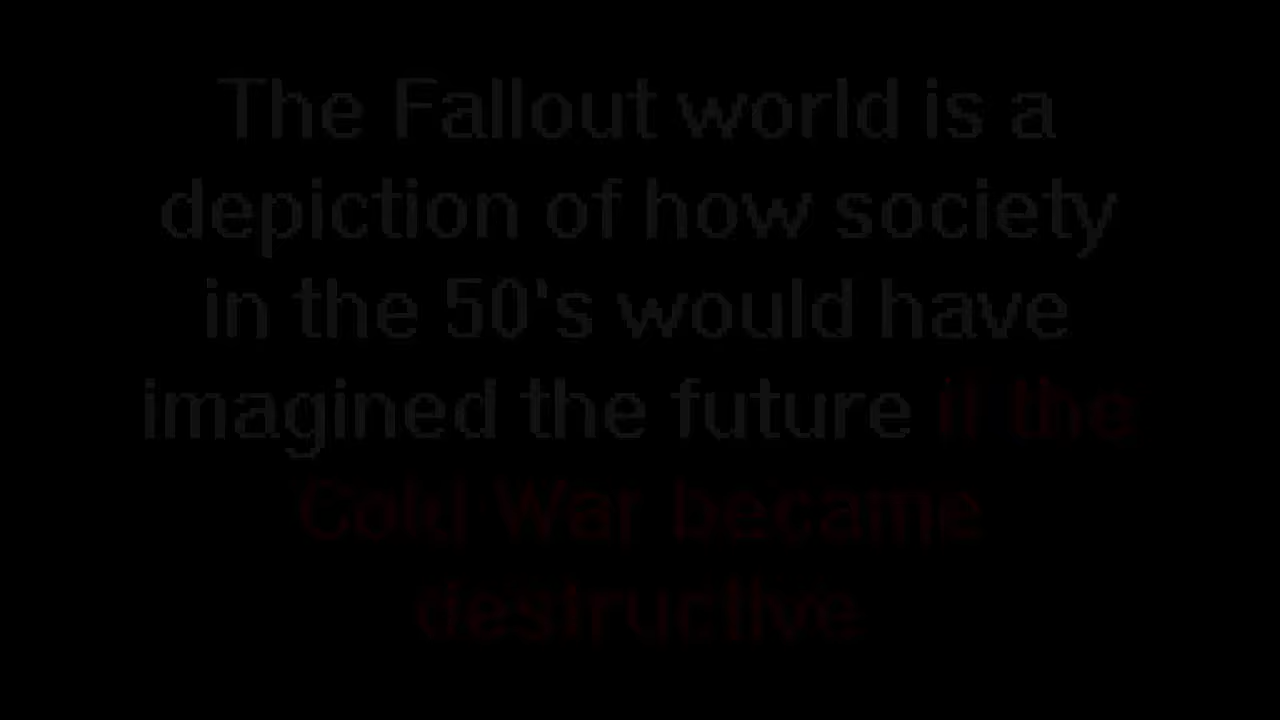 The Fallout world is a
depiction of how society
in the 50's would have
imagined the future if the
Cold War became
destructive